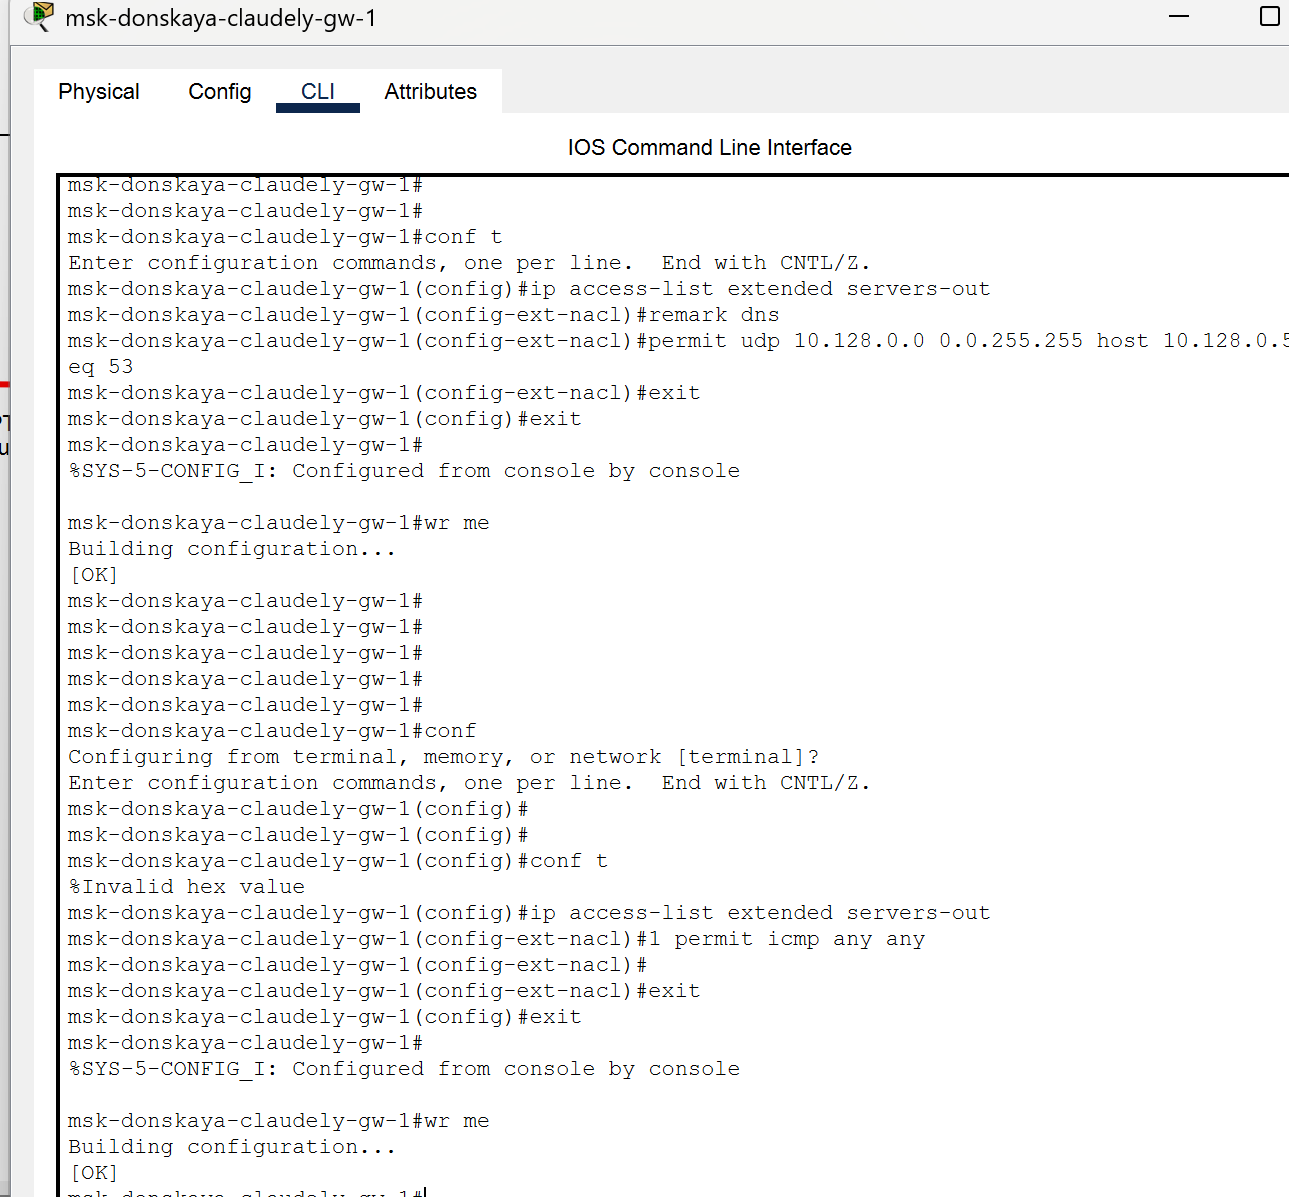 msk-donskaya-claudely-gw-1
Physical Config CLI Attributes
IOS Command Line Interface
msk-donskaya-claudely-gw-1#
msk-donskaya-claudely-gw-1#
msk-donskaya-claudely-gw-1#conf t
Enter configuration commands, one per line.  End with CNTL/Z.
msk-donskaya-claudely-gw-1(config)#ip access-list extended servers-out
msk-donskaya-claudely-gw-1(config-ext-nacl)#remark dns
msk-donskaya-claudely-gw-1(config-ext-nacl)#permit udp 10.128.0.0 0.0.255.255 host 10.128.0.5
eq 53
msk-donskaya-claudely-gw-1(config-ext-nacl)#exit
msk-donskaya-claudely-gw-1(config)#exit
msk-donskaya-claudely-gw-1#
%SYS-5-CONFIG_I: Configured from console by console
msk-donskaya-claudely-gw-1#wr me
Building configuration...
[OK]
msk-donskaya-claudely-gw-1#
msk-donskaya-claudely-gw-1#
msk-donskaya-claudely-gw-1#
msk-donskaya-claudely-gw-1#
msk-donskaya-claudely-gw-1#
msk-donskaya-claudely-gw-1#conf
Configuring from terminal, memory, or network [terminal]?
Enter configuration commands, one per line.  End with CNTL/Z.
msk-donskaya-claudely-gw-1(config)#
msk-donskaya-claudely-gw-1(config)#
msk-donskaya-claudely-gw-1(config)#conf t
%Invalid hex value
msk-donskaya-claudely-gw-1(config)#ip access-list extended servers-out
msk-donskaya-claudely-gw-1(config-ext-nacl)#1 permit icmp any any
msk-donskaya-claudely-gw-1(config-ext-nacl)#
msk-donskaya-claudely-gw-1(config-ext-nacl)#exit
msk-donskaya-claudely-gw-1(config)#exit
msk-donskaya-claudely-gw-1#
%SYS-5-CONFIG_I: Configured from console by console
msk-donskaya-claudely-gw-1#wr me
Building configuration...
[OK]
msk-donskaya-claudely-gw-1#